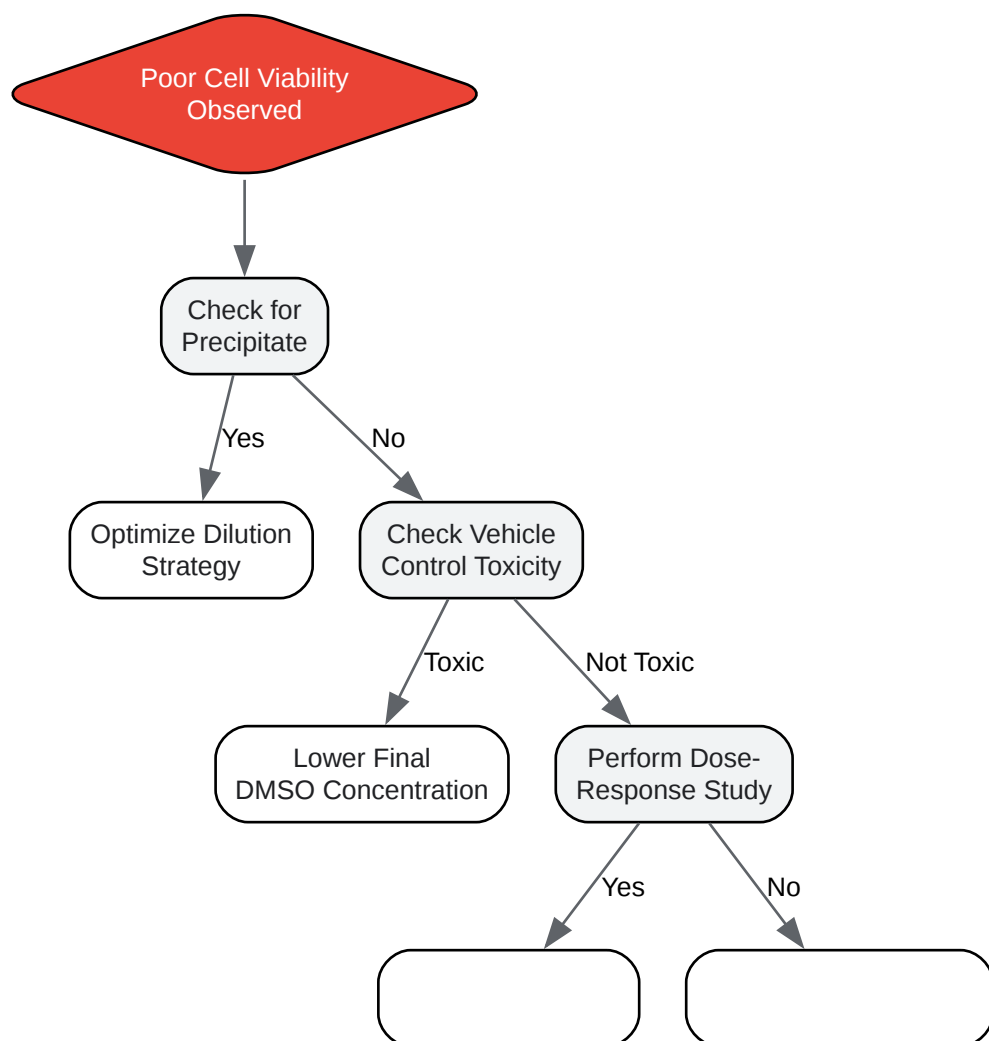 Poor Cell Viability
Observed
Check for
Precipitate
Yes
No
Optimize Dilution
Strategy
Check Vehicle
Control Toxicity
Toxic
Not Toxic
Lower Final
DMSO Concentration
Perform Dose-
Response Study
Yes
No